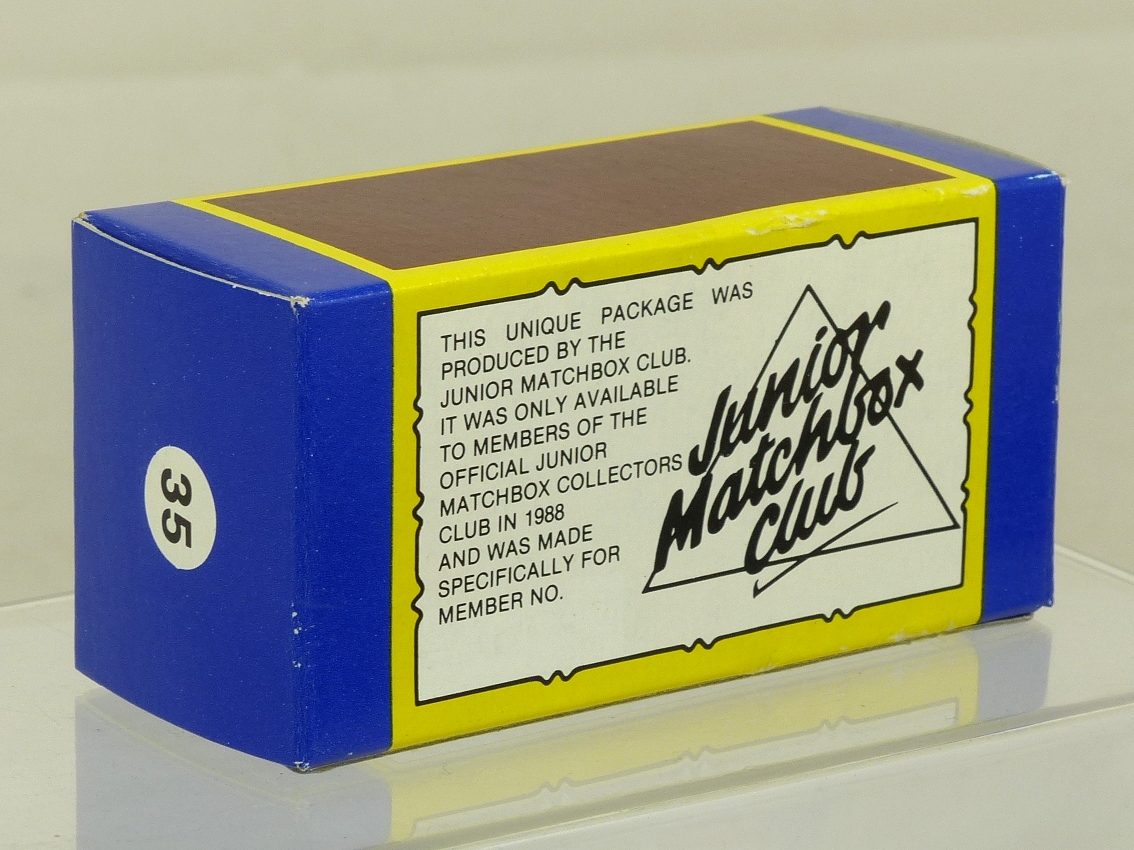 THIS UNIQUE PACKAGE WAS
PRODUCED BY THE
JUNIOR MATCHBOX CLUB.
IT WAS ONLY AVAILABLE
TO MEMBERS OF THE
OFFICIAL JUNIOR
MATCHBOX COLLECTORS
CLUB IN 1988
AND WAS MADE
SPECIFICALLY FOR
MEMBER NO.
Junior
Matchbox
Club
35